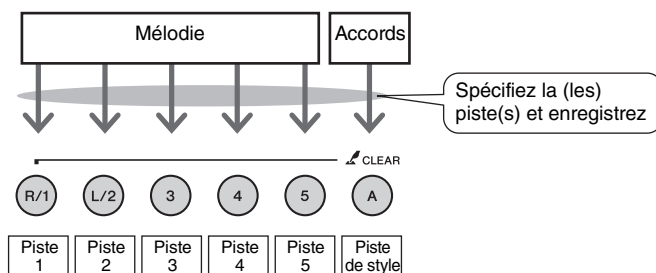 Mélodie
Accords
Spécifiez la (les)
piste(s) et enregistrez
CLEAR
R/1
L/2
3
4
5
A
Piste
1
Piste
2
Piste
3
Piste
4
Piste
5
Piste
de style